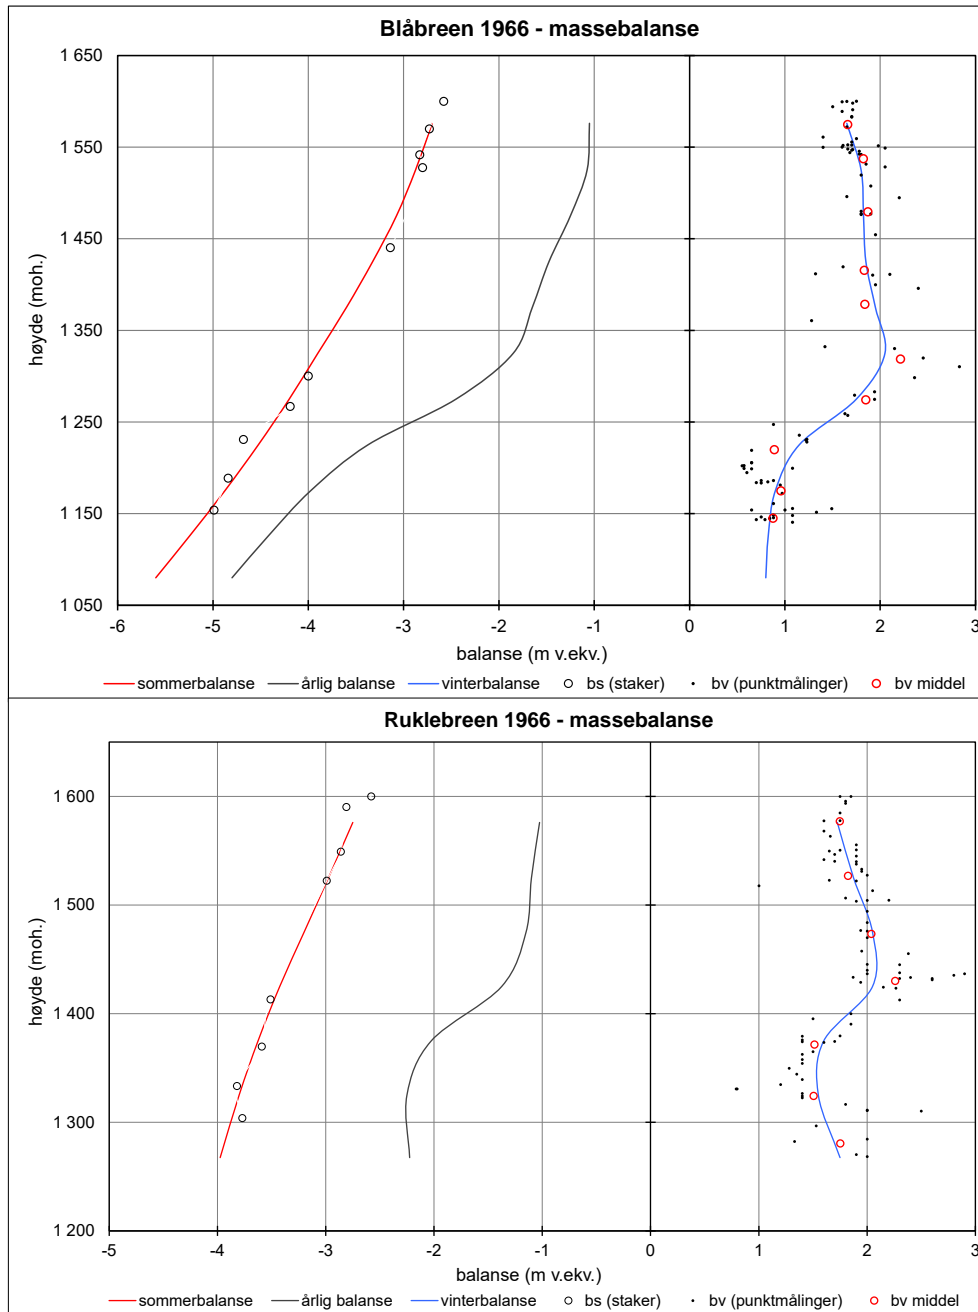 Blåbreen 1966 - massebalanse
1 650
1 550
1 450
1 350
1 250
1 150
1 050
høyde (moh.)
-6 -5 -4 -3 -2 -1 0 1 2 3
balanse (m v.ekv.)
sommerbalanse årlig balanse vinterbalanse bs (staker) bv (punktmålinger) bv middel
Ruklebreen 1966 - massebalanse
1 600
1 500
1 400
1 300
1 200
høyde (moh.)
-5 -4 -3 -2 -1 0 1 2 3
balanse (m v.ekv.)
sommerbalanse årlig balanse vinterbalanse bs (staker) bv (punktmålinger) bv middel